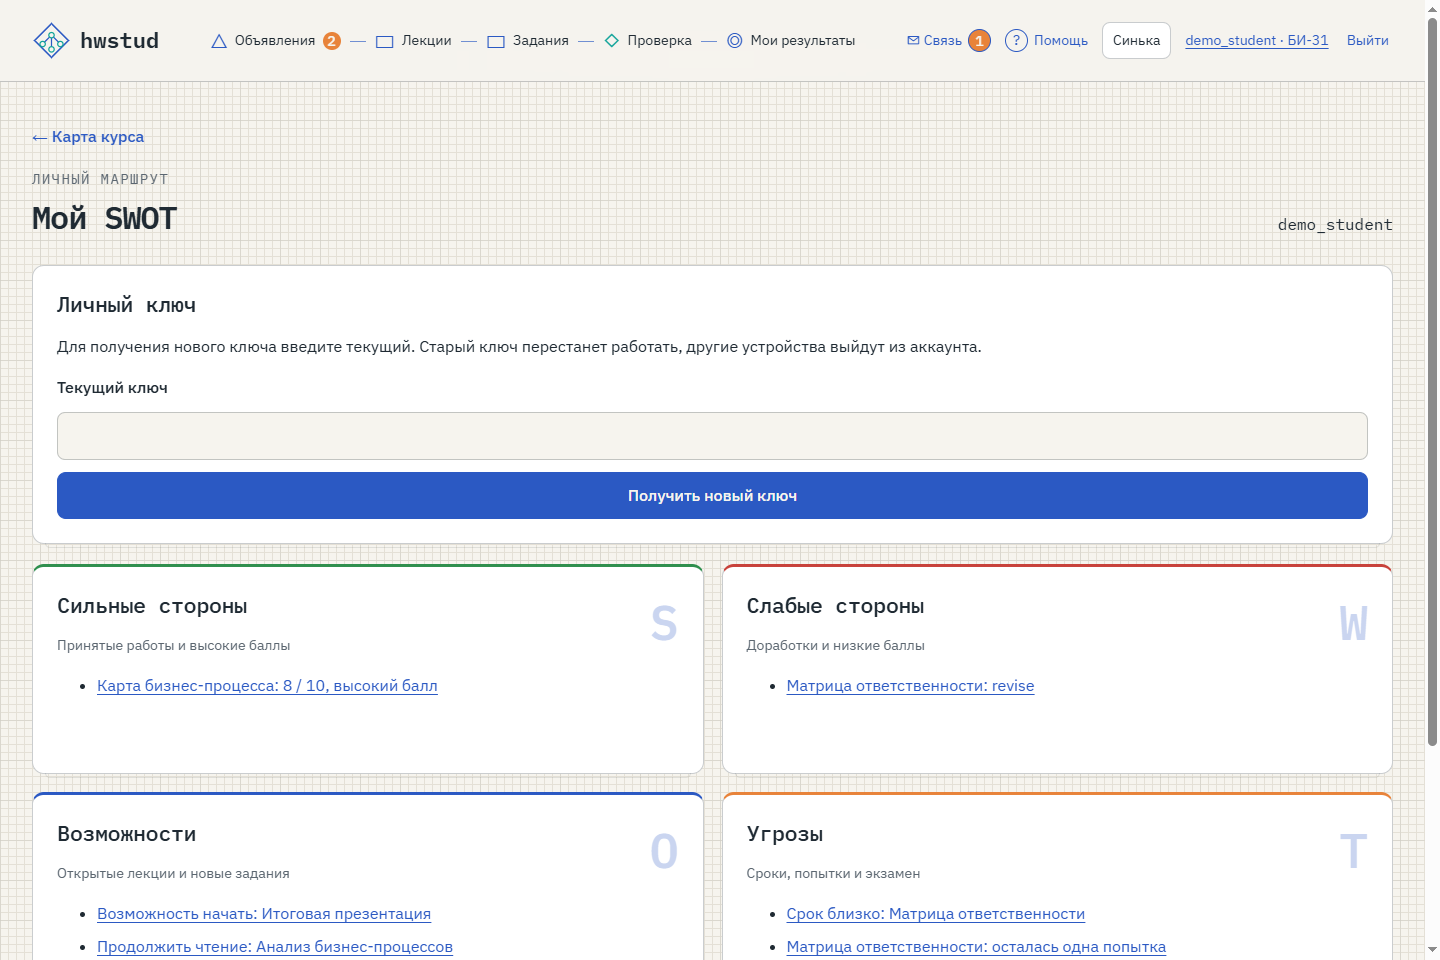 hwstud
Объявления 2 Лекции Задания Проверка Мои результаты
Связь 1 ? Помощь Синька demo_student · БИ-31 Выйти
← Карта курса
ЛИЧНЫЙ МАРШРУТ
Мой SWOT
demo_student
Личный ключ
Для получения нового ключа введите текущий. Старый ключ перестанет работать, другие устройства выйдут из аккаунта.
Текущий ключ
Получить новый ключ
Сильные стороны
S
Принятые работы и высокие баллы
Карта бизнес-процесса: 8 / 10, высокий балл
Слабые стороны
W
Доработки и низкие баллы
Матрица ответственности: revise
Возможности
O
Открытые лекции и новые задания
Возможность начать: Итоговая презентация
Продолжить чтение: Анализ бизнес-процессов
Угрозы
T
Сроки, попытки и экзамен
Срок близко: Матрица ответственности
Матрица ответственности: осталась одна попытка